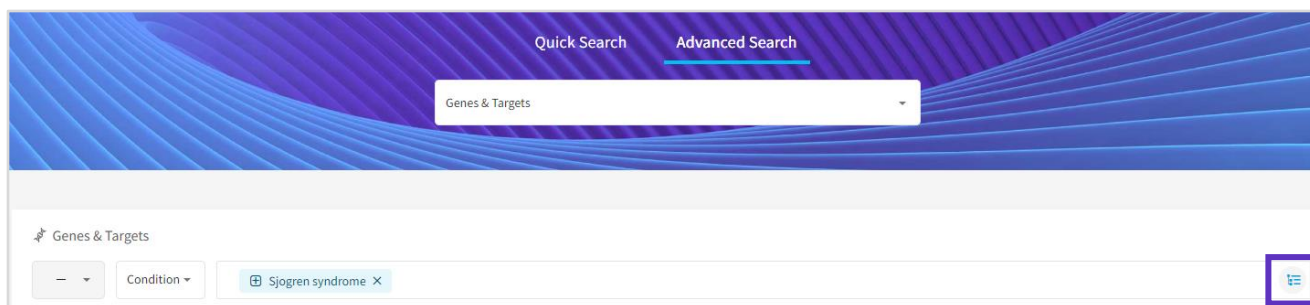 Quick Search Advanced Search
Genes & Targets
Genes & Targets
— Condition Sjogren syndrome ×